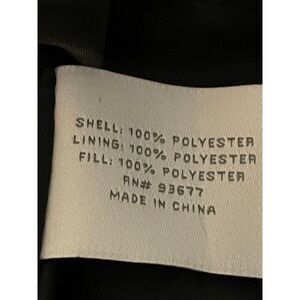 SHELL: 100% POLYESTER
LINING: 100% POLYESTER
FILL: 100% POLYESTER
RN# 93677
MADE IN CHINA